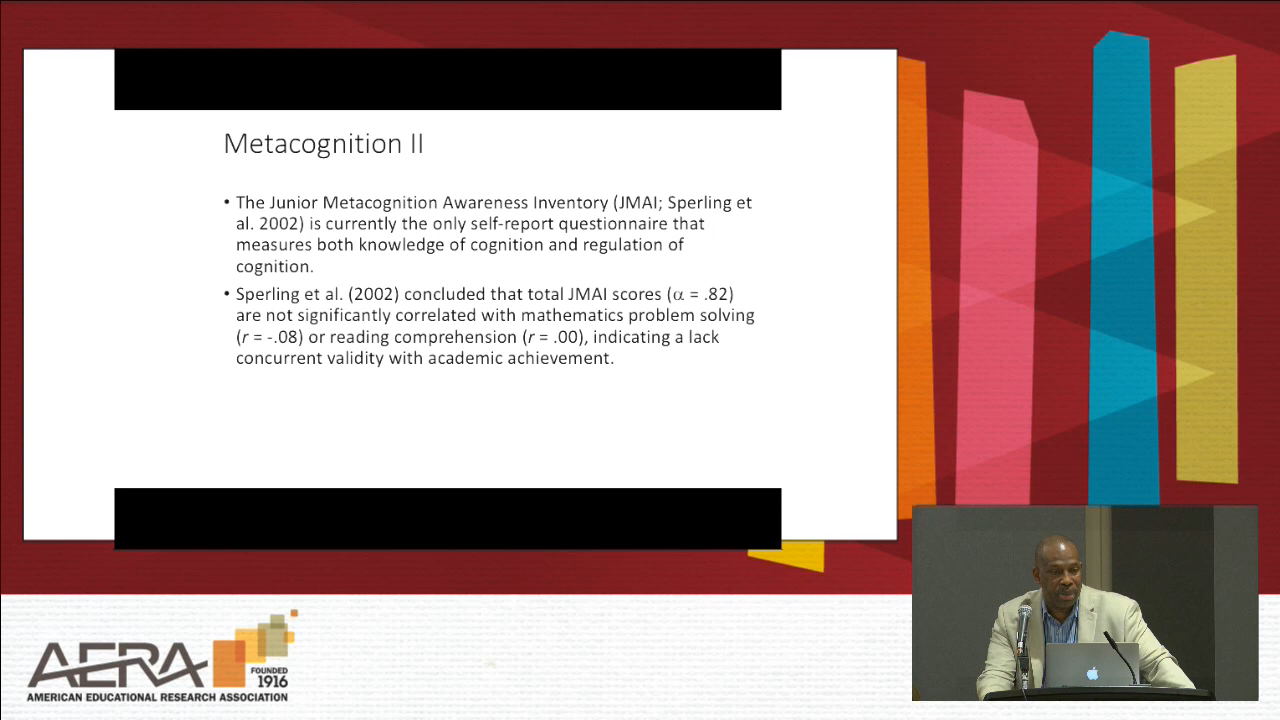 Metacognition II
• The Junior Metacognition Awareness Inventory (JMAI; Sperling et
al. 2002) is currently the only self-report questionnaire that
measures both knowledge of cognition and regulation of
cognition.
• Sperling et al. (2002) concluded that total JMAI scores (α = .82)
are not significantly correlated with mathematics problem solving
(r = -.08) or reading comprehension (r = .00), indicating a lack
concurrent validity with academic achievement.
AERA
FOUNDED
1916
AMERICAN EDUCATIONAL RESEARCH ASSOCIATION